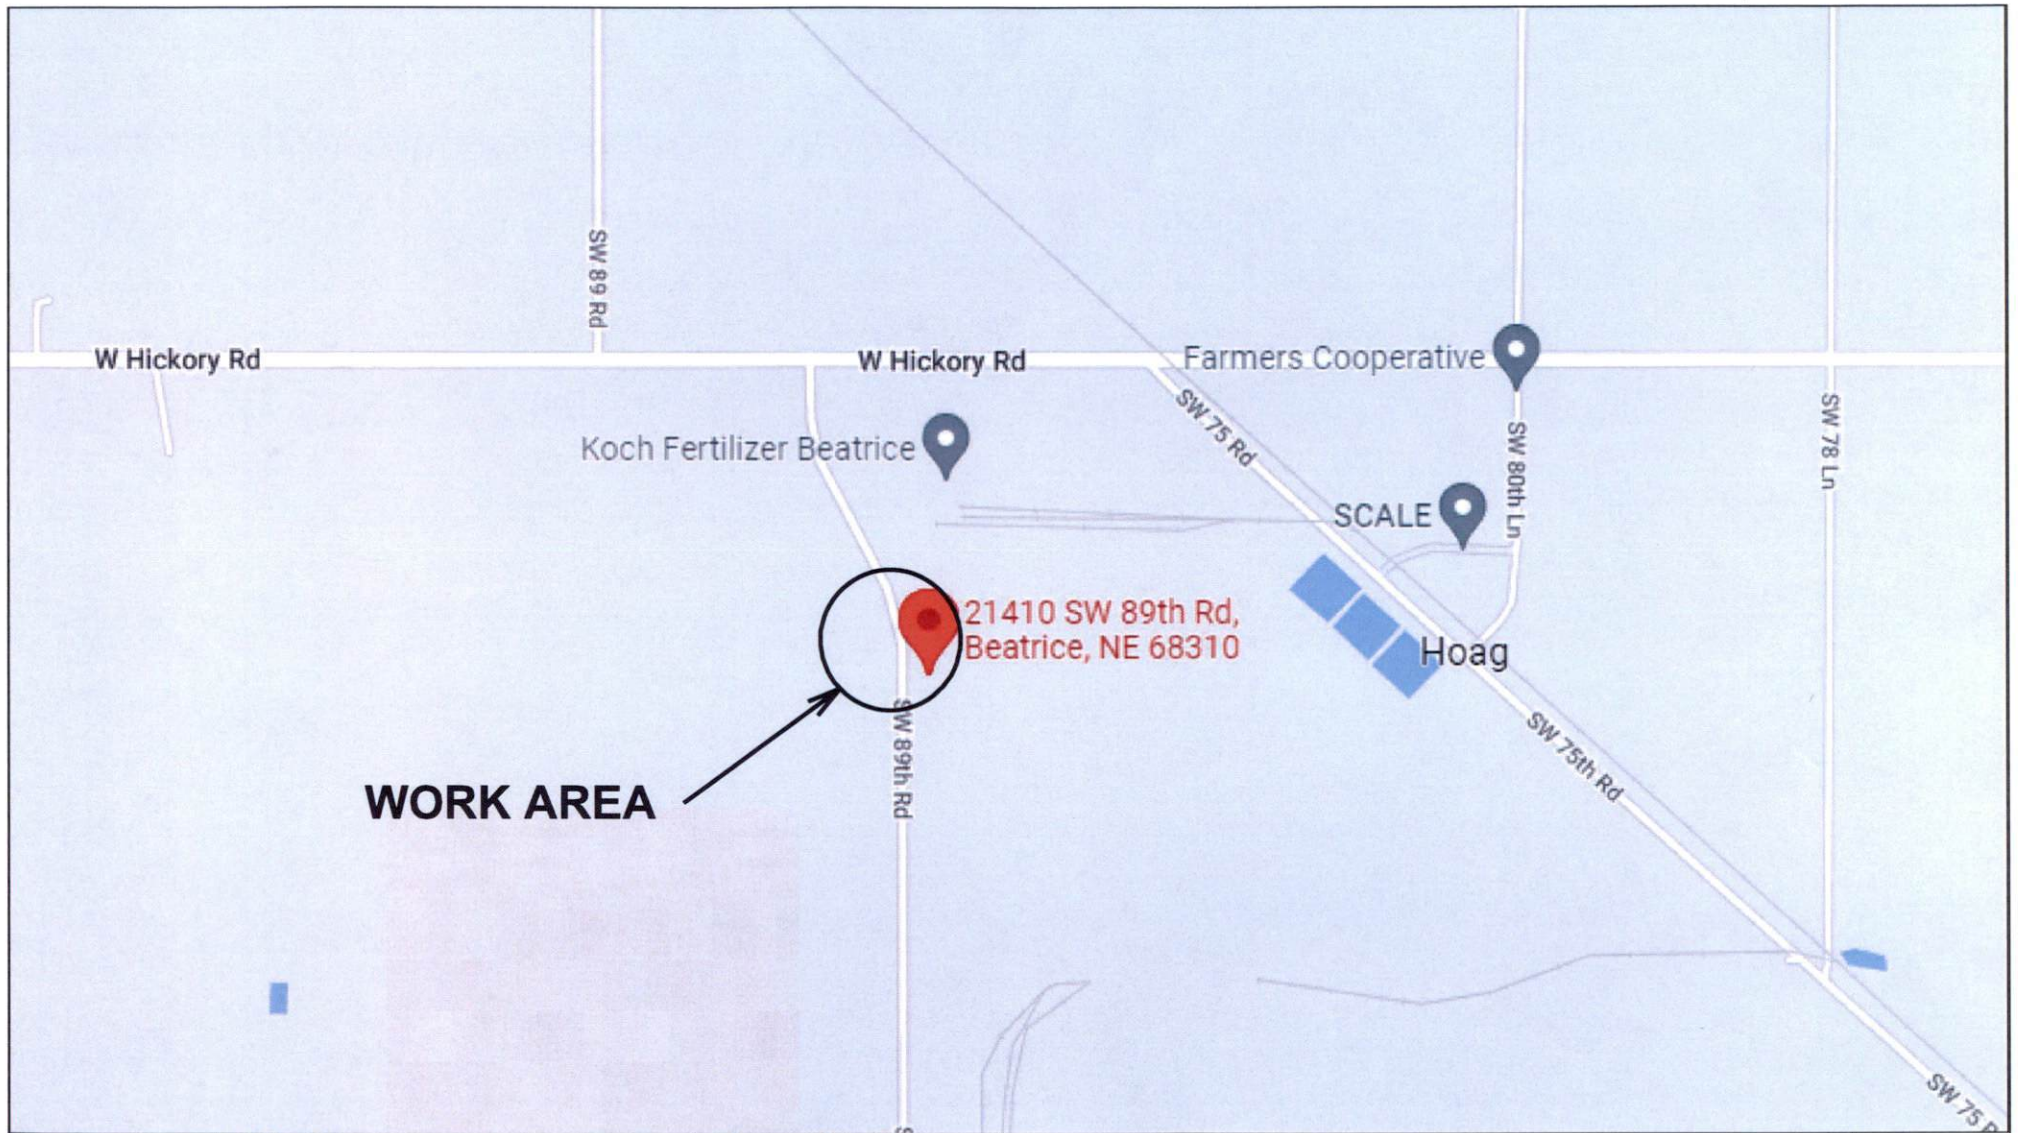 SW 89 Rd
W Hickory Rd
W Hickory Rd
Farmers Cooperative
SW 75 Rd
SW 78 Ln
Koch Fertilizer Beatrice
SW 80th Ln
SCALE
21410 SW 89th Rd,
Beatrice, NE 68310
Hoag
SW 89th Rd
SW 75th Rd
WORK AREA
SW 75